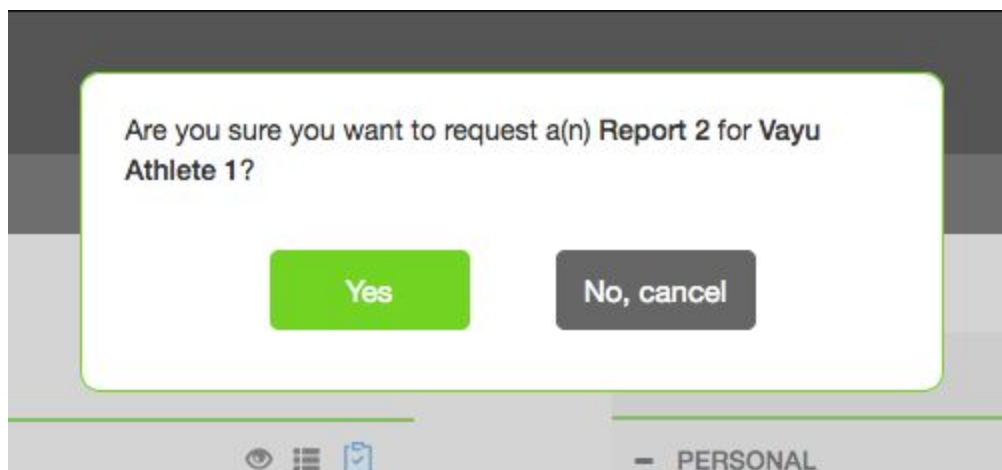 Are you sure you want to request a(n) Report 2 for Vayu
Athlete 1?
Yes
No, cancel
PERSONAL